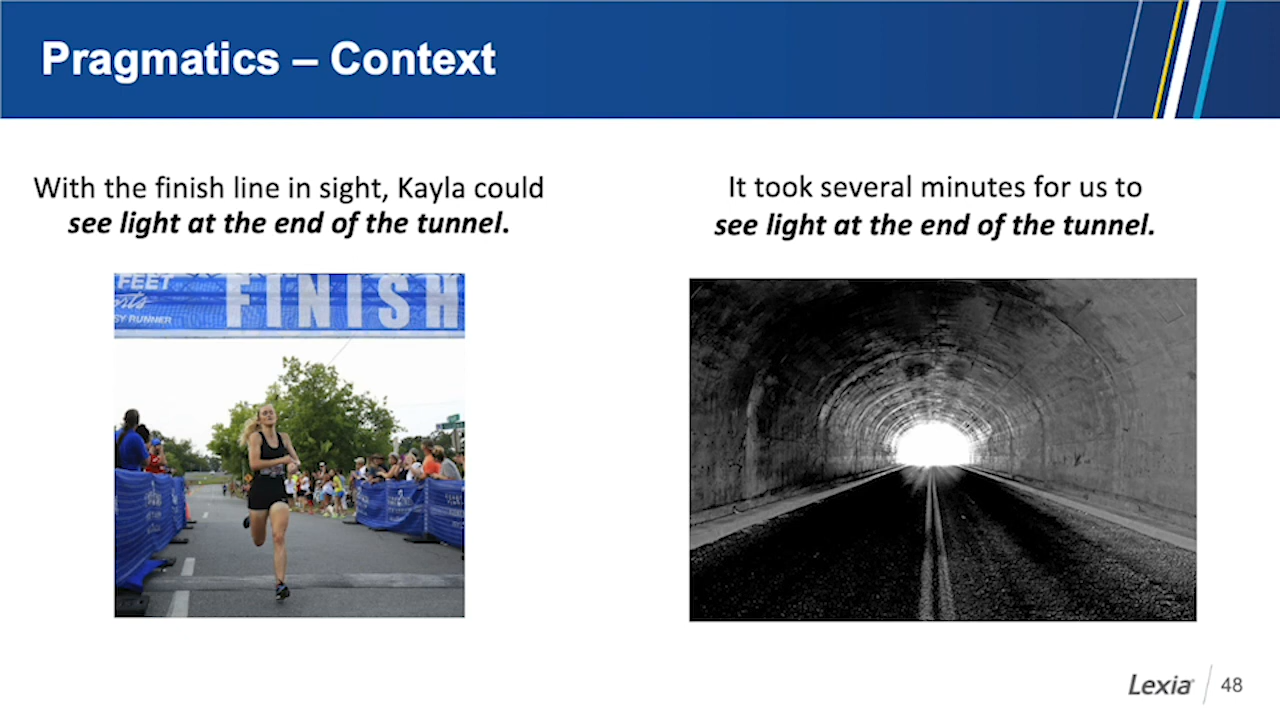 Pragmatics – Context
With the finish line in sight, Kayla could
see light at the end of the tunnel.
It took several minutes for us to
see light at the end of the tunnel.
FEET
FINISH
SY RUNNER
Lexia
48